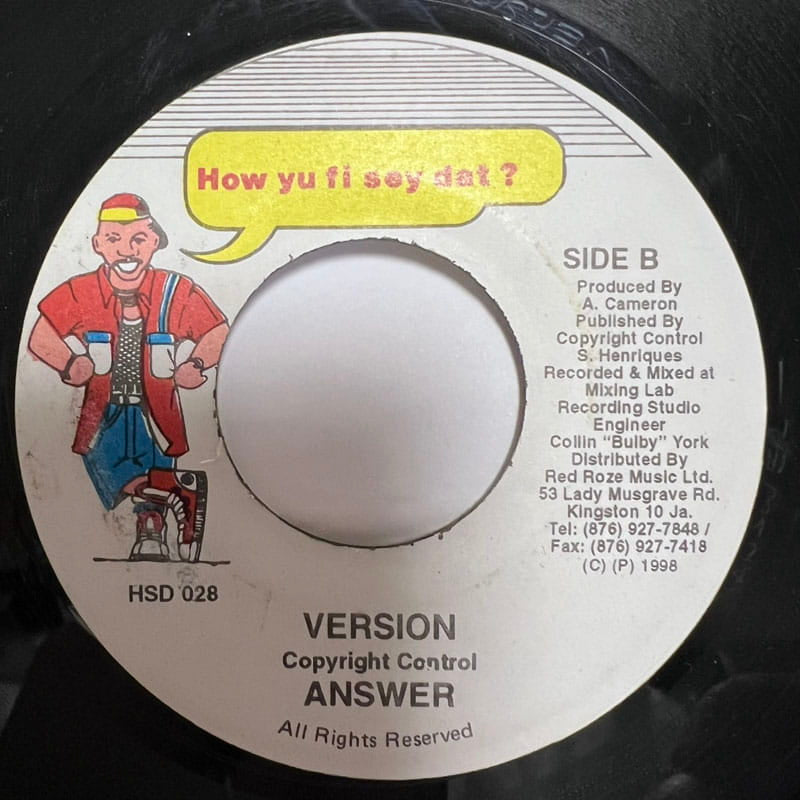 How yu fi sey dat ?
SIDE B
Produced By
A. Cameron
Published By
Copyright Control
S. Henriques
Recorded & Mixed at
Mixing Lab
Recording Studio
Engineer
Collin "Bulby" York
Distributed By
Red Roze Music Ltd.
53 Lady Musgrave Rd.
Kingston 10 Ja.
Tel: (876) 927-7848 /
Fax: (876) 927-7418
(C) (P) 1998
HSD 028
VERSION
Copyright Control
ANSWER
All Rights Reserved